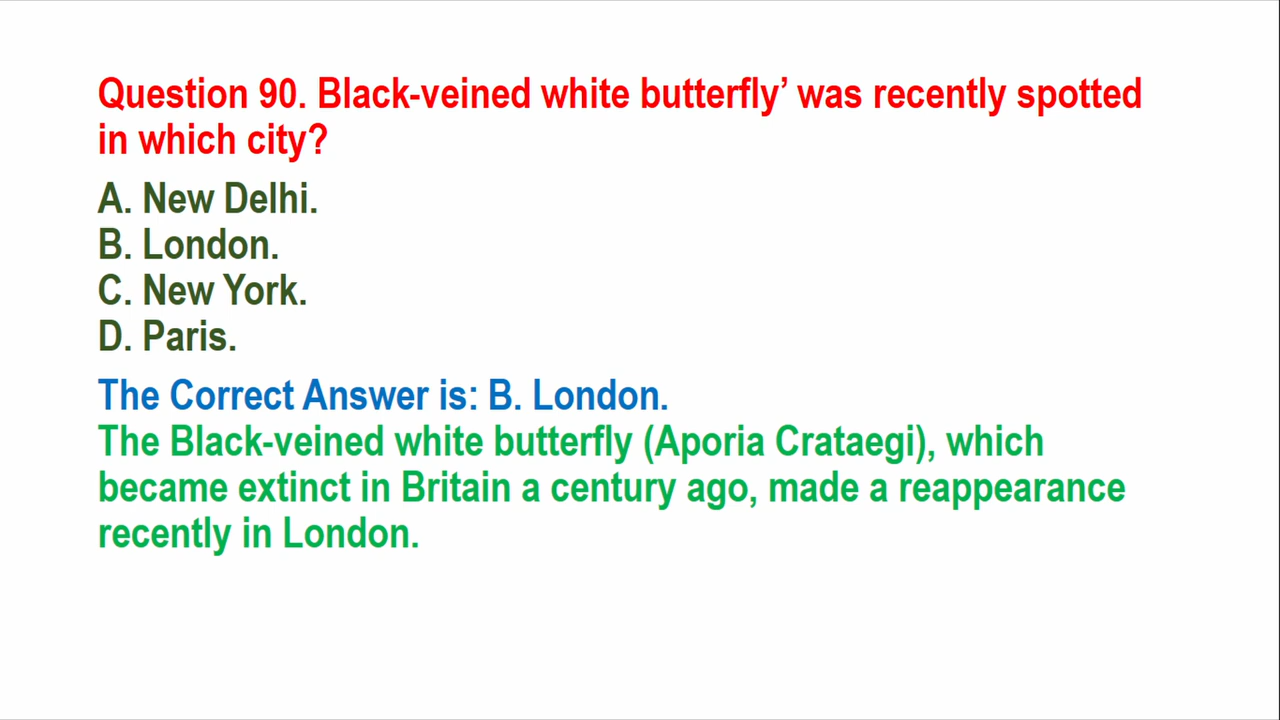 Question 90. Black-veined white butterfly’ was recently spotted
in which city?
A. New Delhi.
B. London.
C. New York.
D. Paris.
The Correct Answer is: B. London.
The Black-veined white butterfly (Aporia Crataegi), which
became extinct in Britain a century ago, made a reappearance
recently in London.